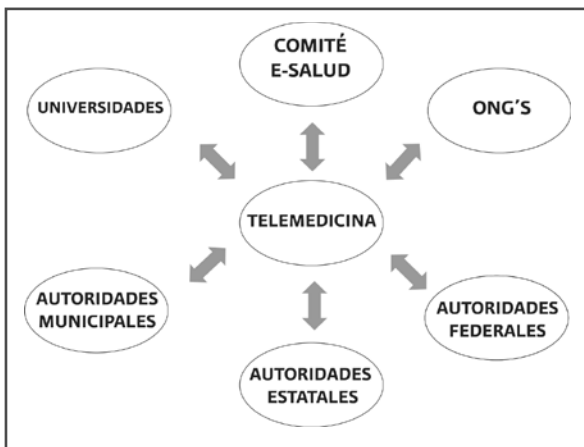 COMITÉ
E-SALUD
UNIVERSIDADES
ONG´S
TELEMEDICINA
AUTORIDADES
MUNICIPALES
AUTORIDADES
FEDERALES
AUTORIDADES
ESTATALES